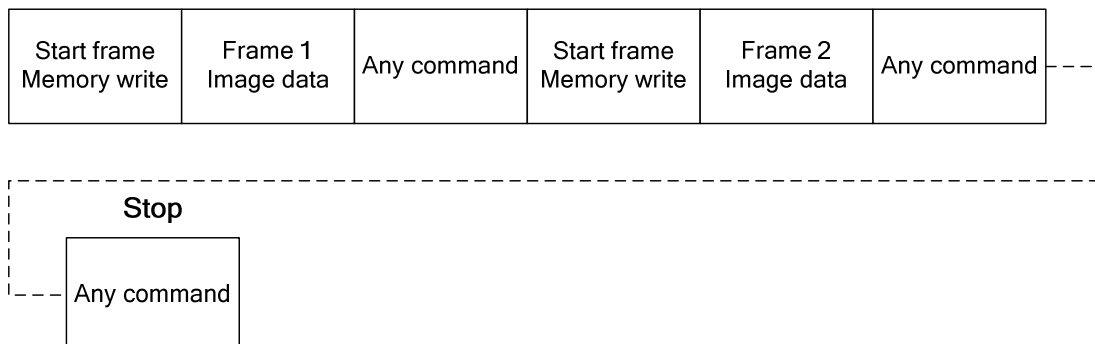 Start frame
Memory write
Frame 1
Image data
Any command
Start frame
Memory write
Frame 2
Image data
Any command
Stop
Any command